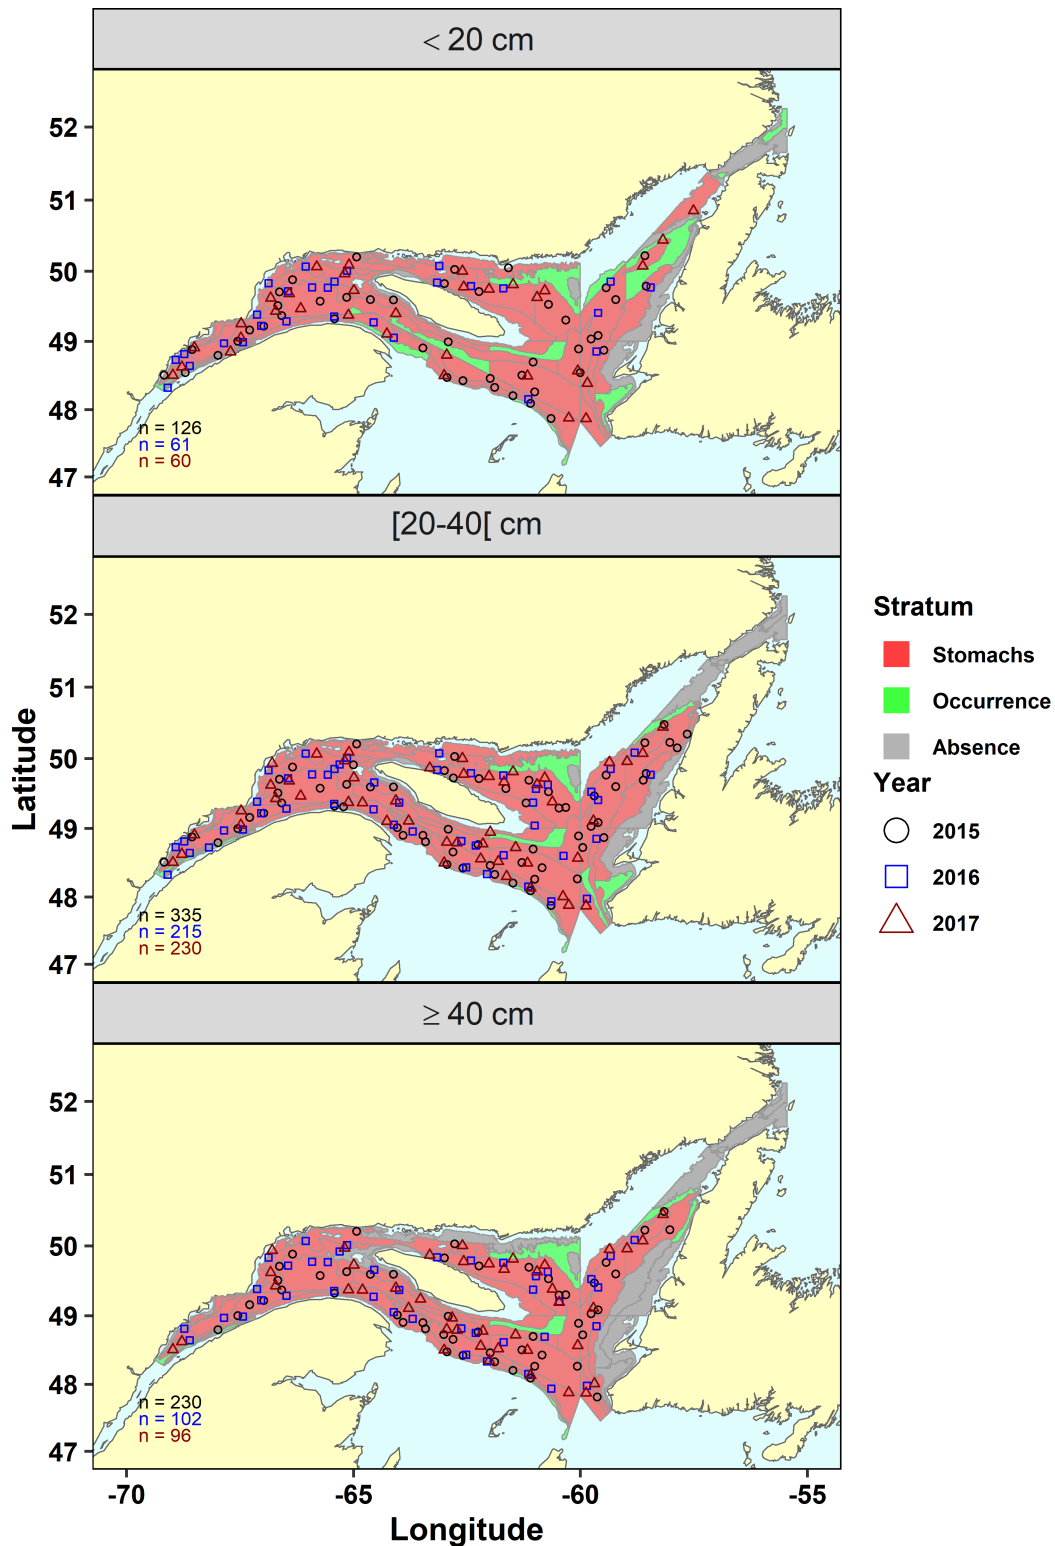 < 20 cm
52
51
50
49
48
47
n = 126
n = 61
n = 60
[20-40[ cm
52
51
50
49
48
47
n = 335
n = 215
n = 230
≥ 40 cm
52
51
50
49
48
47
n = 230
n = 102
n = 96
-70
-65
-60
-55
Longitude
Latitude
Stratum
Stomachs
Occurrence
Absence
Year
2015
2016
2017